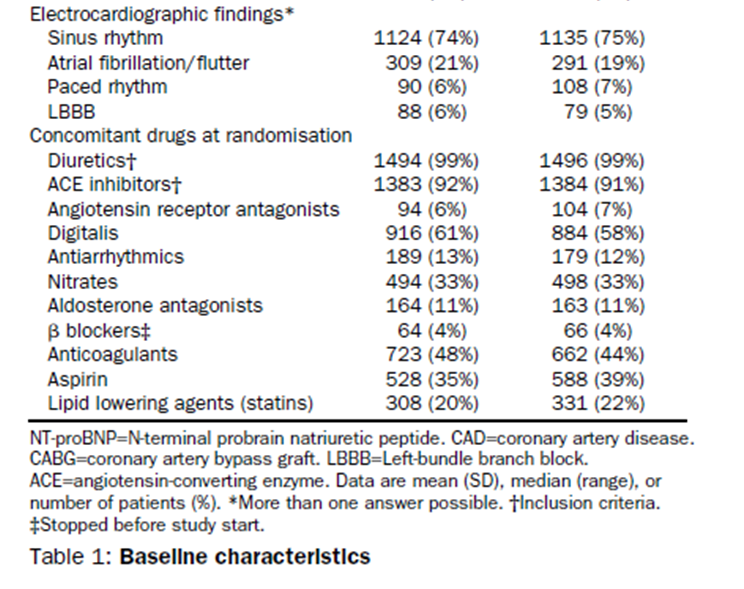 Electrocardiographic findings*
Sinus rhythm 1124 (74%) 1135 (75%)
Atrial fibrillation/flutter 309 (21%) 291 (19%)
Paced rhythm 90 (6%) 108 (7%)
LBBB 88 (6%) 79 (5%)
Concomitant drugs at randomisation
Diuretics† 1494 (99%) 1496 (99%)
ACE inhibitors† 1383 (92%) 1384 (91%)
Angiotensin receptor antagonists 94 (6%) 104 (7%)
Digitalis 916 (61%) 884 (58%)
Antiarrhythmics 189 (13%) 179 (12%)
Nitrates 494 (33%) 498 (33%)
Aldosterone antagonists 164 (11%) 163 (11%)
β blockers‡ 64 (4%) 66 (4%)
Anticoagulants 723 (48%) 662 (44%)
Aspirin 528 (35%) 588 (39%)
Lipid lowering agents (statins) 308 (20%) 331 (22%)
NT-proBNP=N-terminal probrain natriuretic peptide. CAD=coronary artery disease.
CABG=coronary artery bypass graft. LBBB=Left-bundle branch block.
ACE=angiotensin-converting enzyme. Data are mean (SD), median (range), or
number of patients (%). *More than one answer possible. †Inclusion criteria.
‡Stopped before study start.
Table 1: Baseline characteristics